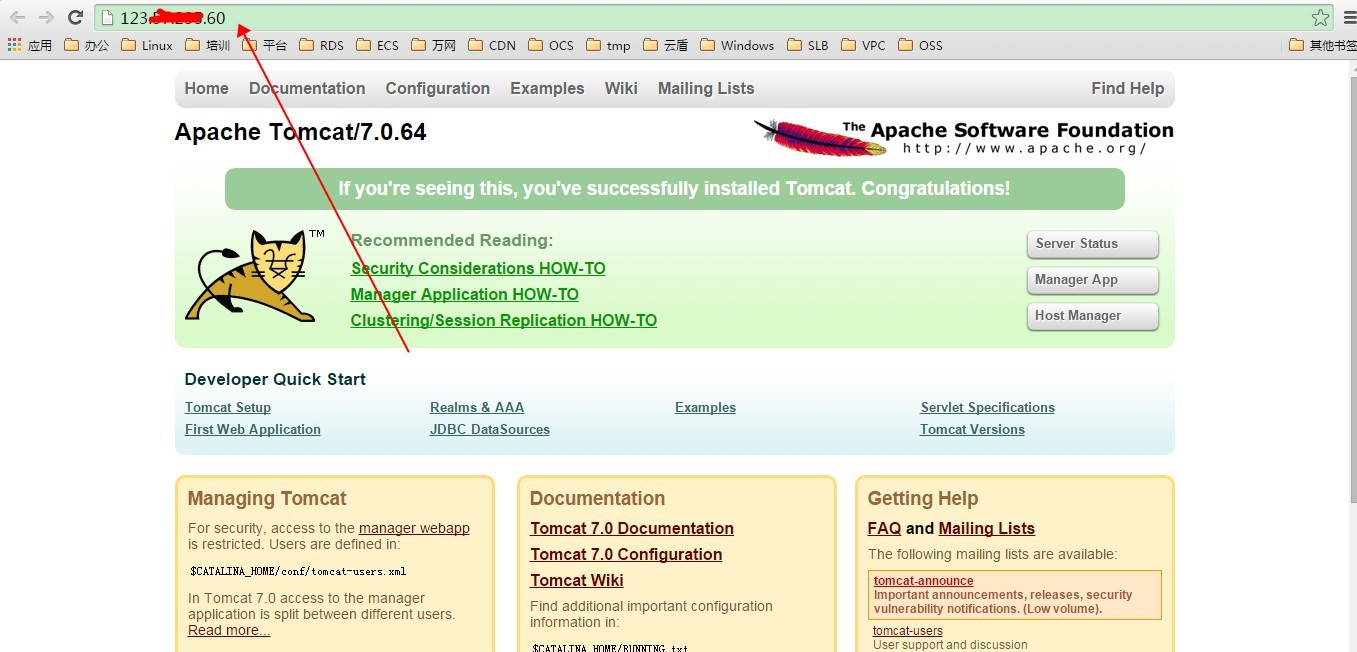 123. .60
应用 办公 Linux 培训 平台 RDS ECS 万网 CDN OCS tmp 云盾 Windows SLB VPC OSS 其他书签
Home Documentation Configuration Examples Wiki Mailing Lists Find Help
Apache Tomcat/7.0.64
The Apache Software Foundation
http://www.apache.org/
If you're seeing this, you've successfully installed Tomcat. Congratulations!
TM
Recommended Reading:
Security Considerations HOW-TO
Manager Application HOW-TO
Clustering/Session Replication HOW-TO
Server Status
Manager App
Host Manager
Developer Quick Start
Tomcat Setup
First Web Application
Realms & AAA
JDBC DataSources
Examples
Servlet Specifications
Tomcat Versions
Managing Tomcat
For security, access to the manager webapp
is restricted. Users are defined in:
$CATALINA_HOME/conf/tomcat-users.xml
In Tomcat 7.0 access to the manager
application is split between different users.
Read more...
Documentation
Tomcat 7.0 Documentation
Tomcat 7.0 Configuration
Tomcat Wiki
Find additional important configuration
information in:
$CATALINA_HOME/RUNNING.txt
Getting Help
FAQ and Mailing Lists
The following mailing lists are available:
tomcat-announce
Important announcements, releases, security
vulnerability notifications. (Low volume).
tomcat-users
User support and discussion